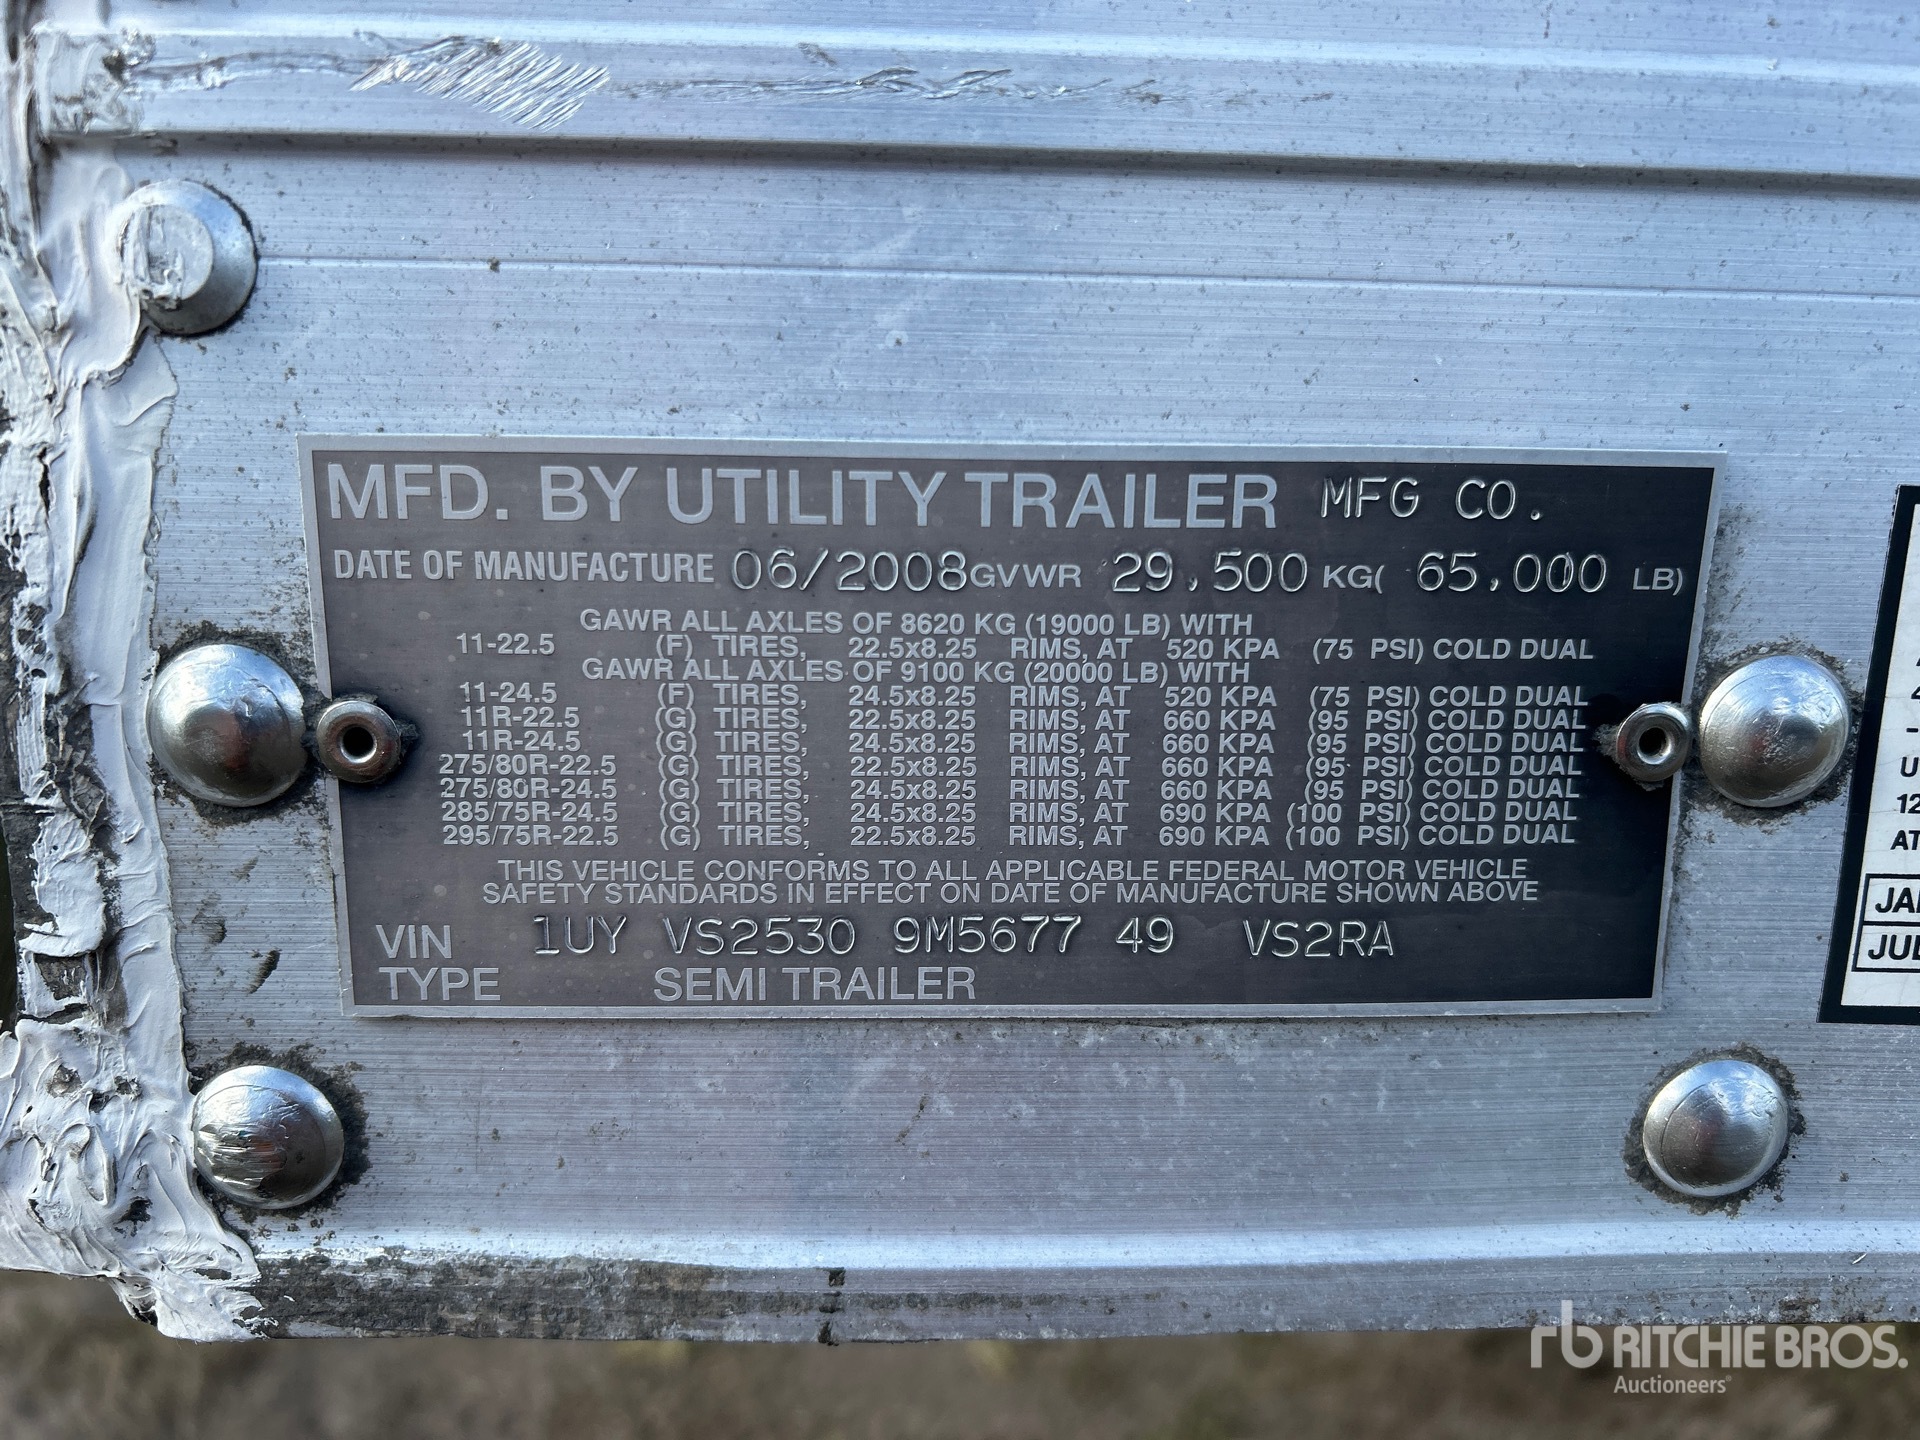 MFD. BY UTILITY TRAILER MFG CO.
DATE OF MANUFACTURE 06/2008 GVWR 29,500 KG( 65,000 LB)
GAWR ALL AXLES OF 8620 KG (19000 LB) WITH
11-22.5 (F) TIRES, 22.5x8.25 RIMS, AT 520 KPA (75 PSI) COLD DUAL
GAWR ALL AXLES OF 9100 KG (20000 LB) WITH
11-24.5 (F) TIRES, 24.5x8.25 RIMS, AT 520 KPA (75 PSI) COLD DUAL
11R-22.5 (G) TIRES, 22.5x8.25 RIMS, AT 660 KPA (95 PSI) COLD DUAL
11R-24.5 (G) TIRES, 24.5x8.25 RIMS, AT 660 KPA (95 PSI) COLD DUAL
275/80R-22.5 (G) TIRES, 22.5x8.25 RIMS, AT 660 KPA (95 PSI) COLD DUAL
275/80R-24.5 (G) TIRES, 24.5x8.25 RIMS, AT 660 KPA (95 PSI) COLD DUAL
285/75R-24.5 (G) TIRES, 24.5x8.25 RIMS, AT 690 KPA (100 PSI) COLD DUAL
295/75R-22.5 (G) TIRES, 22.5x8.25 RIMS, AT 690 KPA (100 PSI) COLD DUAL
THIS VEHICLE CONFORMS TO ALL APPLICABLE FEDERAL MOTOR VEHICLE
SAFETY STANDARDS IN EFFECT ON DATE OF MANUFACTURE SHOWN ABOVE
VIN 1UY VS2530 9M5677 49 VS2RA
TYPE SEMI TRAILER
12
AT
JAN
JUL
rb RITCHIE BROS.
Auctioneers